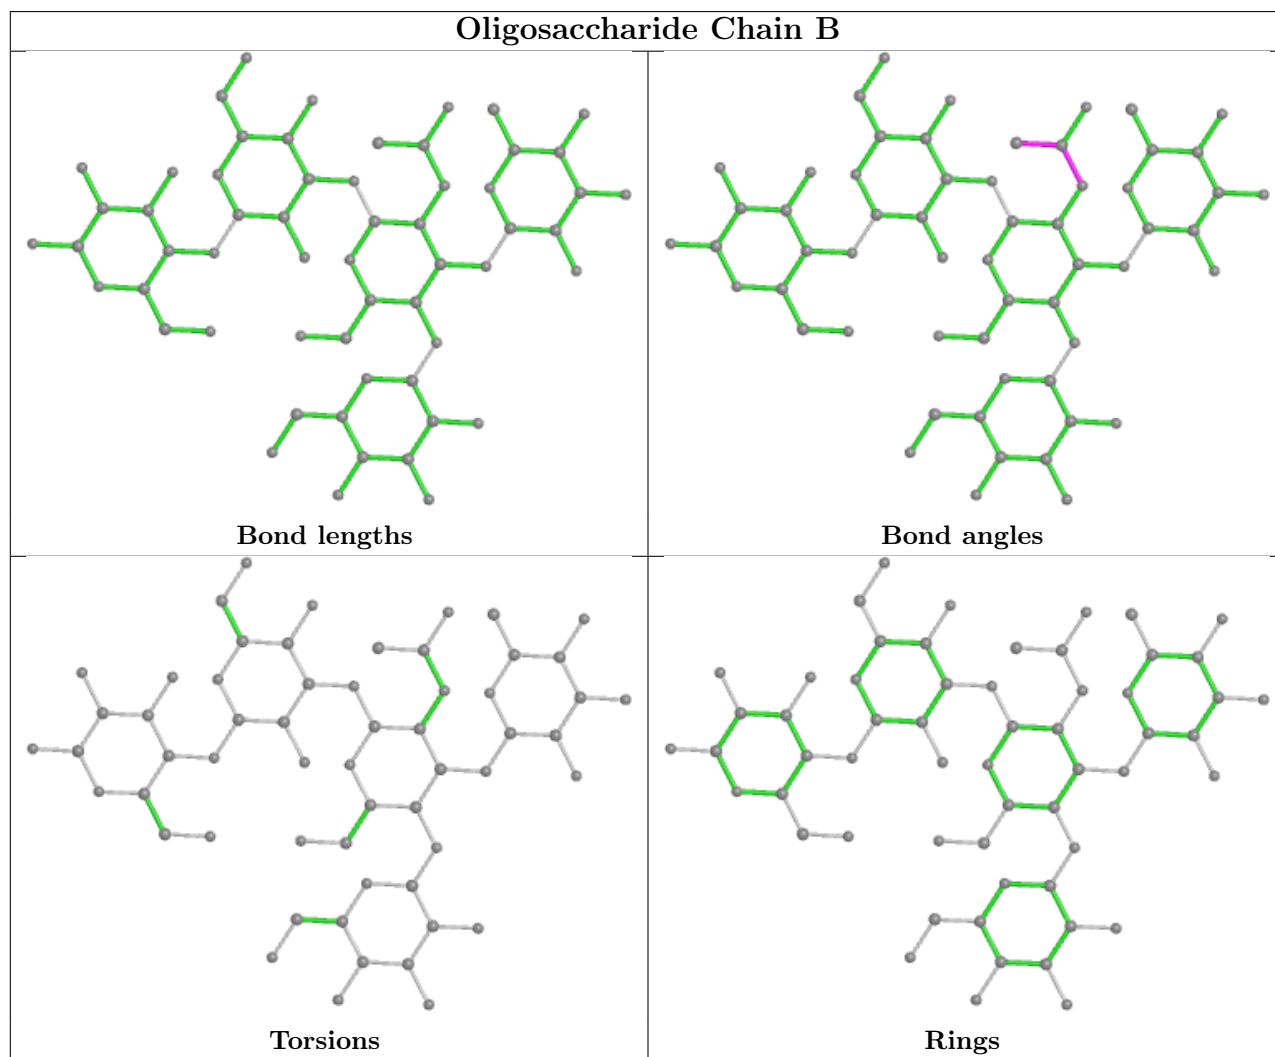 Oligosaccharide Chain B
Bond lengths
Bond angles
Torsions
Rings